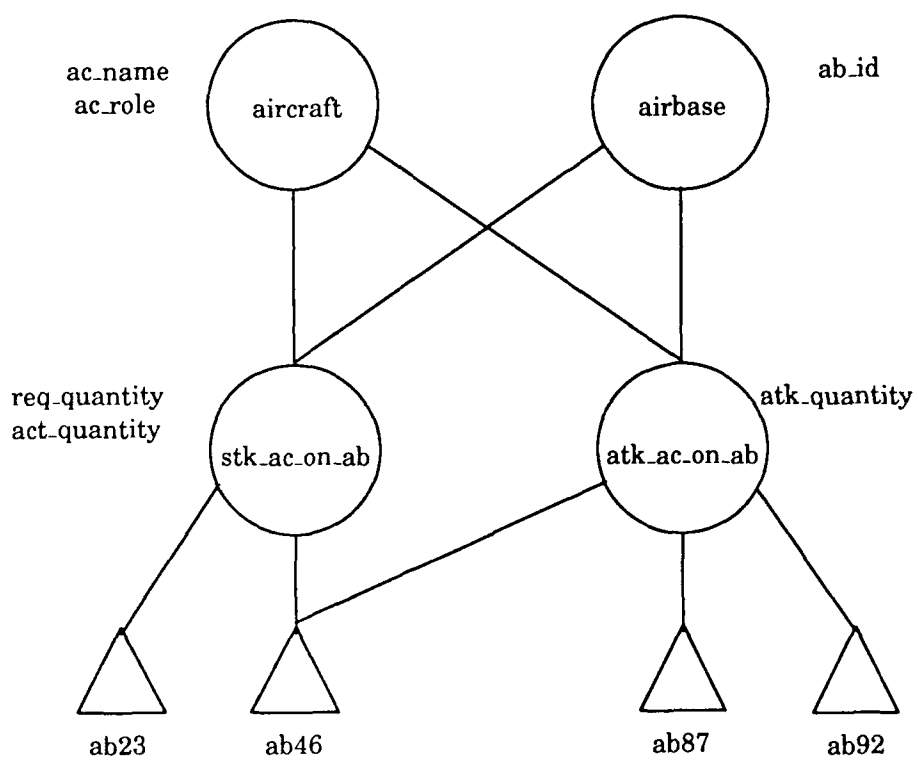 ac_name
ac_role
aircraft
airbase
ab_id
req_quantity
act_quantity
stk_ac_on_ab
atk_ac_on_ab
atk_quantity
ab23
ab46
ab87
ab92